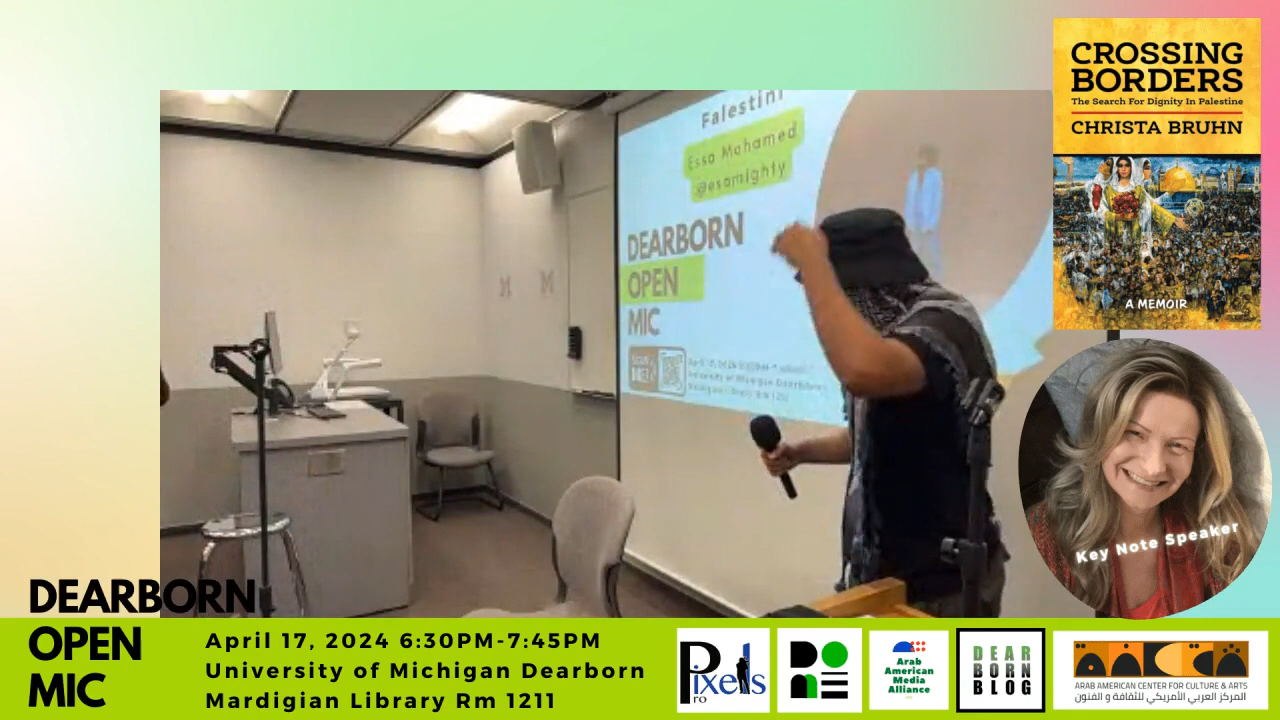 CROSSING
BORDERS
The Search For Dignity In Palestine
CHRISTA BRUHN
A MEMOIR
Falestini
Essa Mohamed
@esamighty
DEARBORN
OPEN
MIC
M M
Key Note Speaker
DEARBORN
OPEN
MIC
April 17, 2024 6:30PM-7:45PM
University of Michigan Dearborn
Mardigian Library Rm 1211
Pixels
Pro
DONE
Arab
American
Media
Alliance
DEAR
BORN
BLOG
ARAB AMERICAN CENTER FOR CULTURE & ARTS
المركز العربي الأمريكي للثقافة و الفنون